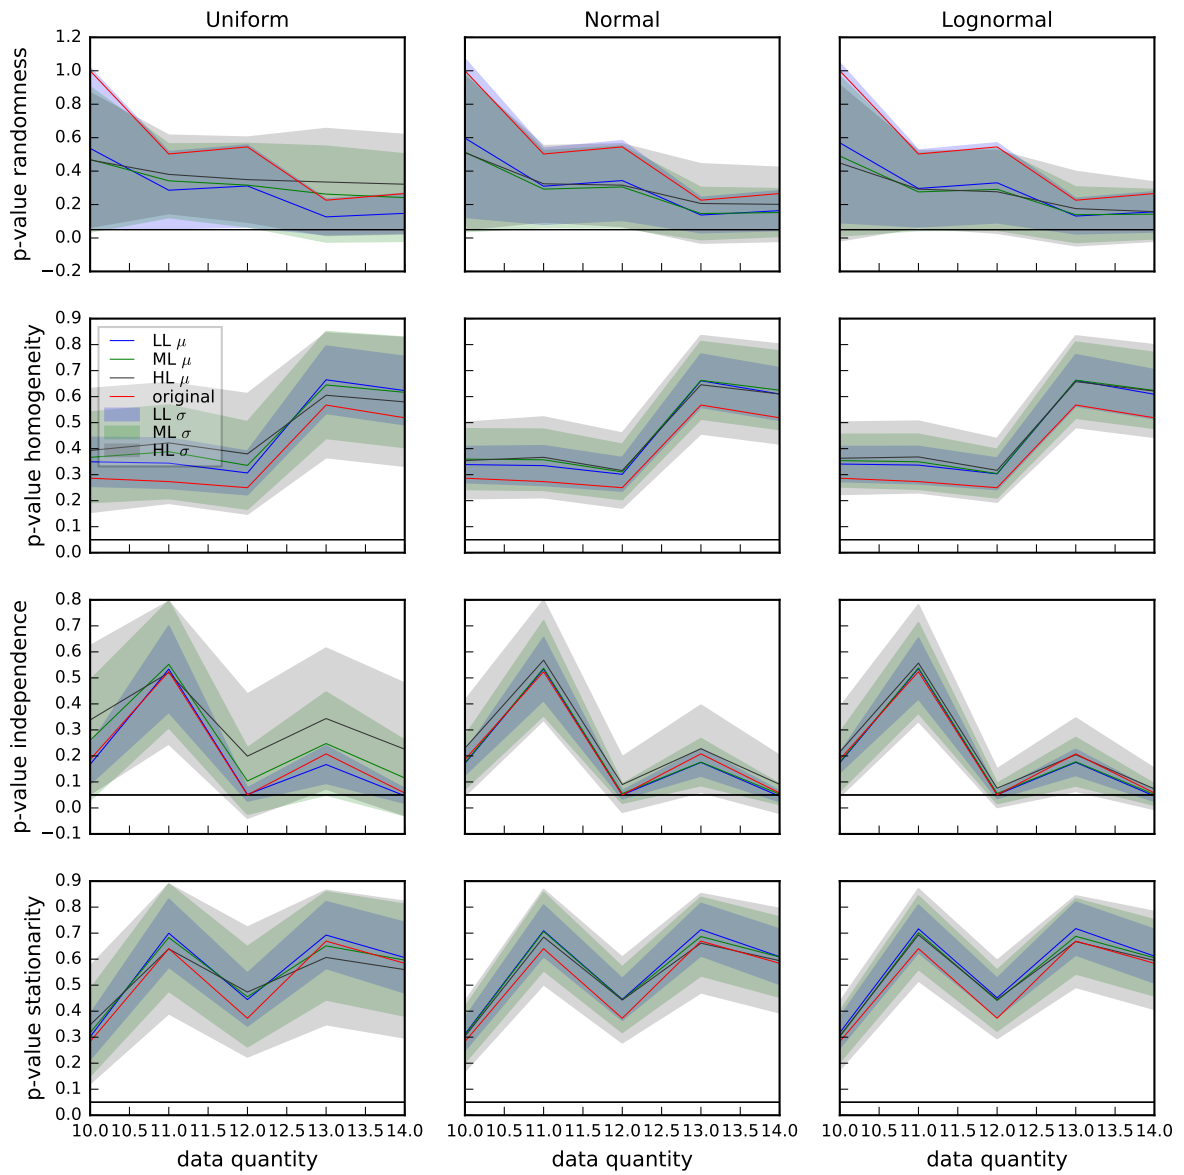 Uniform Normal Lognormal
p-value randomness
1.2
1.0
0.8
0.6
0.4
0.2
0.0
−0.2
p-value homogeneity
0.9
0.8
0.7
0.6
0.5
0.4
0.3
0.2
0.1
0.0
LL μ
ML μ
HL μ
original
LL σ
ML σ
HL σ
p-value independence
0.8
0.7
0.6
0.5
0.4
0.3
0.2
0.1
0.0
−0.1
p-value stationarity
0.9
0.8
0.7
0.6
0.5
0.4
0.3
0.2
0.1
0.0
10.0 10.5 11.0 11.5 12.0 12.5 13.0 13.5 14.0 10.0 10.5 11.0 11.5 12.0 12.5 13.0 13.5 14.0 10.0 10.5 11.0 11.5 12.0 12.5 13.0 13.5 14.0
data quantity data quantity data quantity